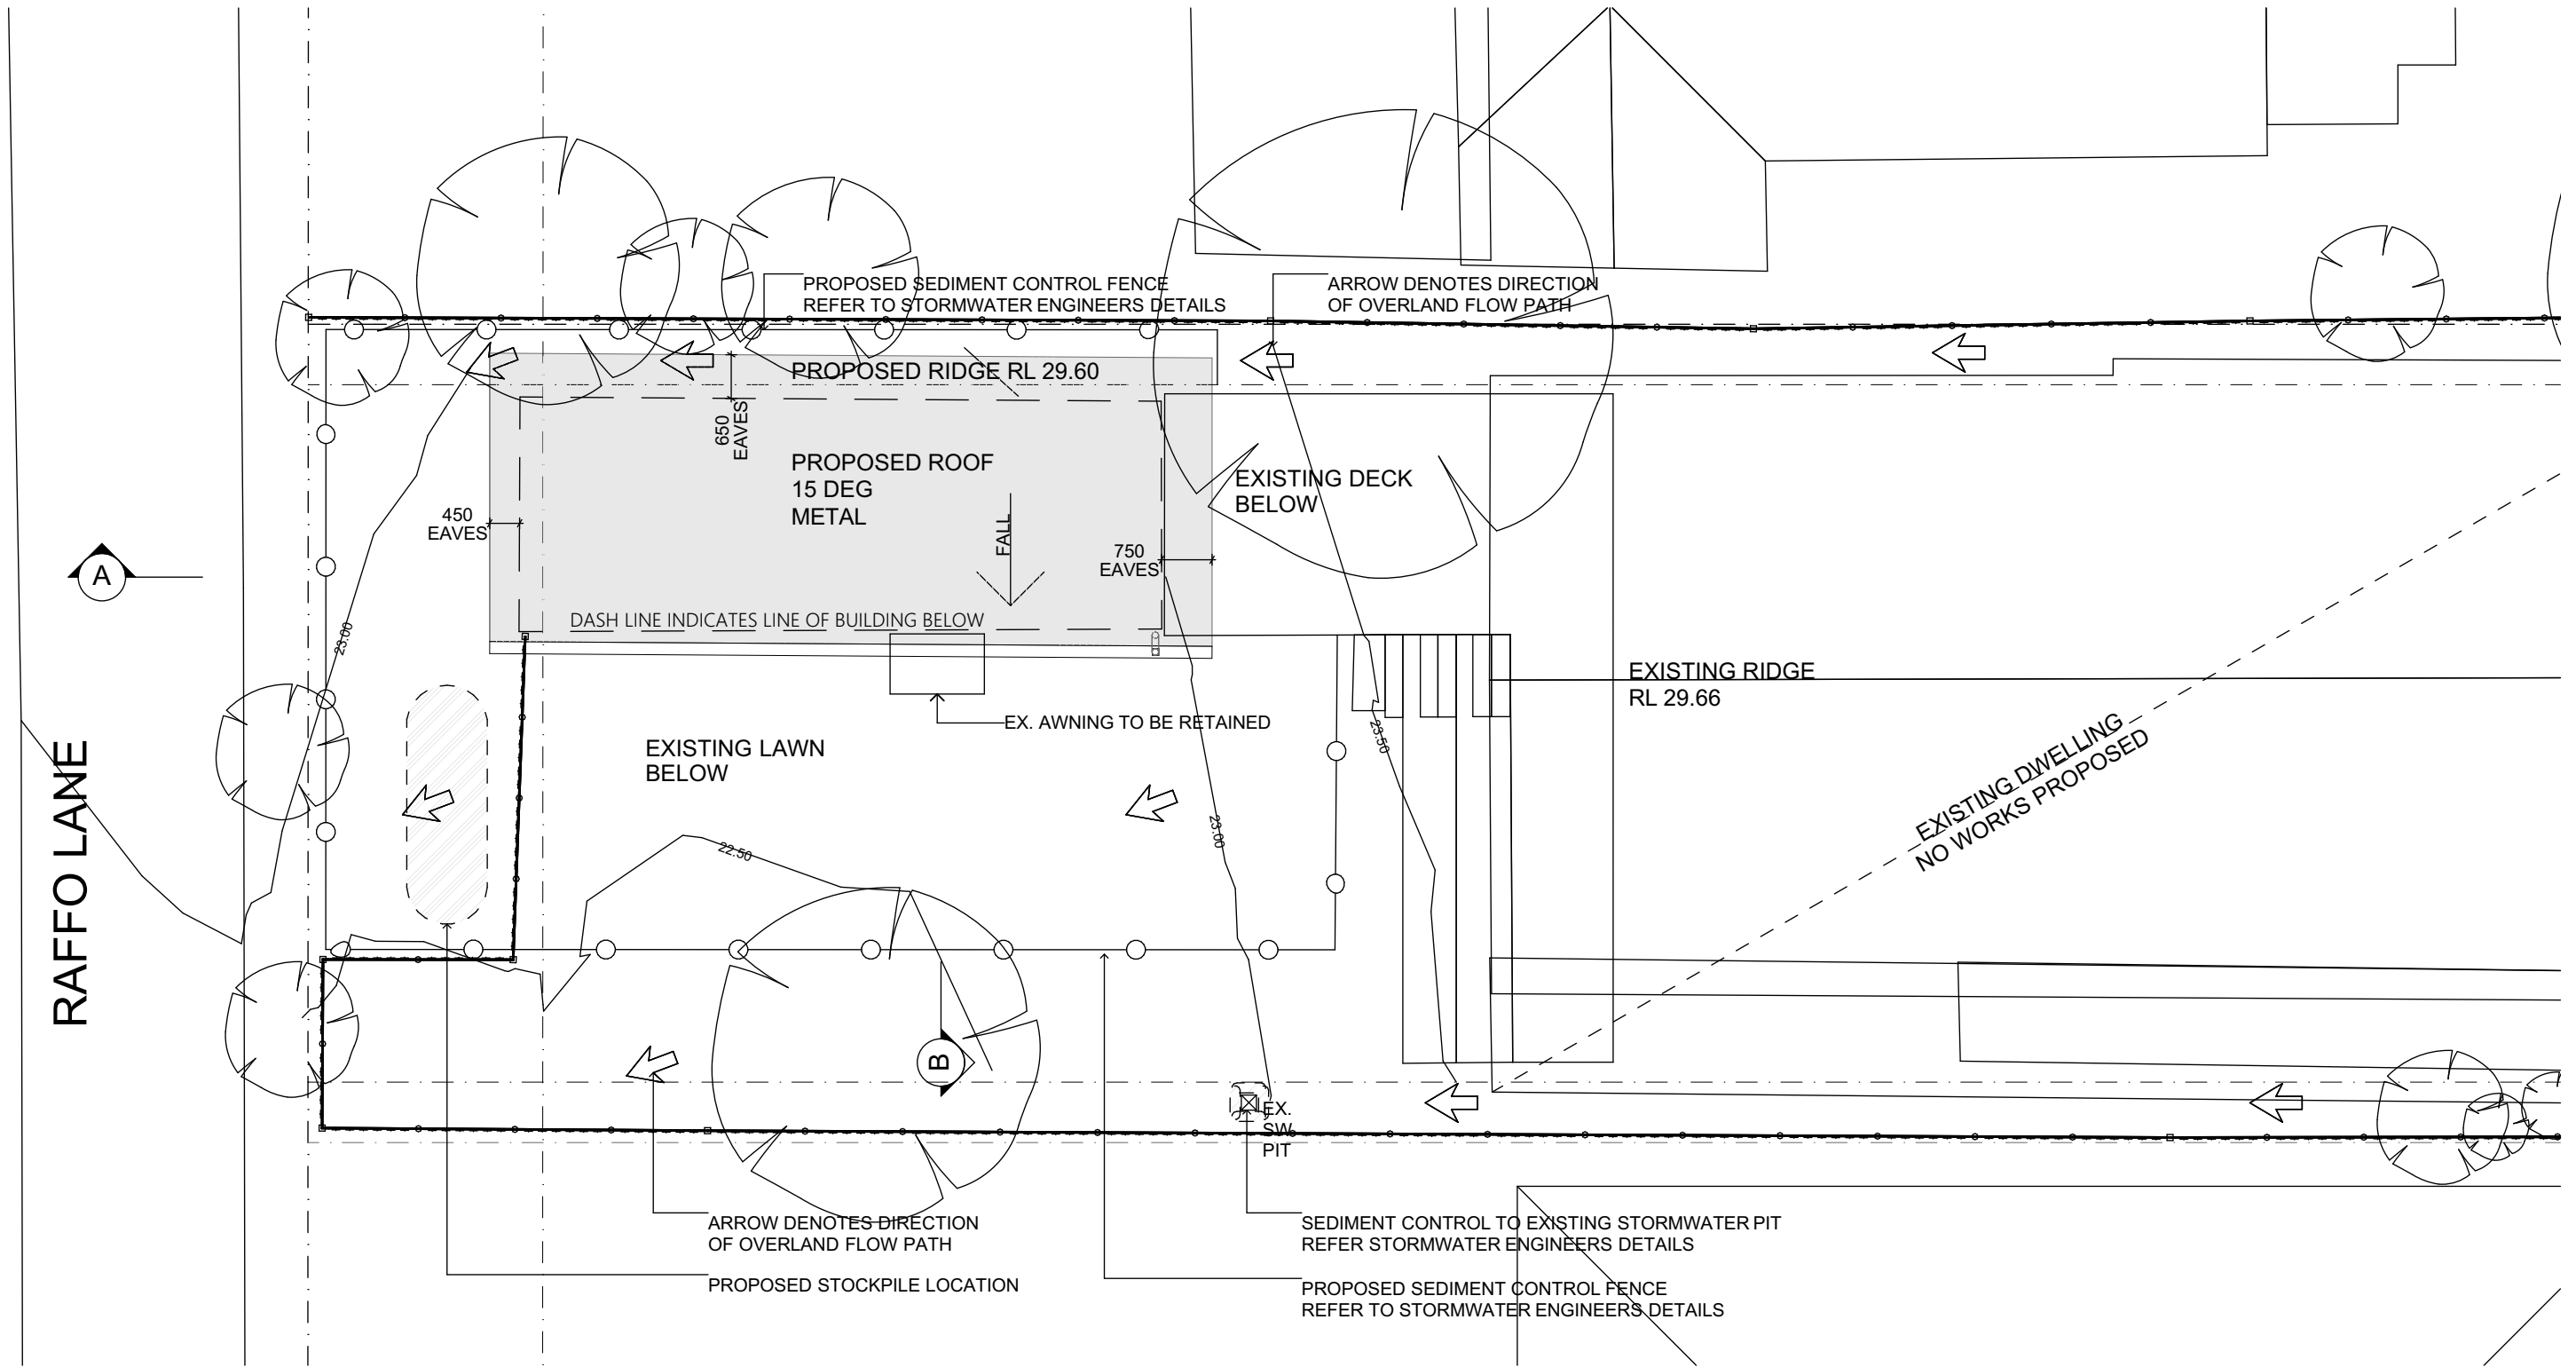 PROPOSED SEDIMENT CONTROL FENCE
REFER TO STORMWATER ENGINEERS DETAILS
ARROW DENOTES DIRECTION
OF OVERLAND FLOW PATH
PROPOSED RIDGE RL 29.60
650
EAVES
PROPOSED ROOF
15 DEG
METAL
450
EAVES
FALL
750
EAVES
EXISTING DECK
BELOW
A
DASH LINE INDICATES LINE OF BUILDING BELOW
23.00
EXISTING RIDGE
RL 29.66
EX. AWNING TO BE RETAINED
23.50
EXISTING LAWN
BELOW
EXISTING DWELLING
NO WORKS PROPOSED
23.00
22.50
RAFFO LANE
B
EX.
SW
PIT
ARROW DENOTES DIRECTION
OF OVERLAND FLOW PATH
PROPOSED STOCKPILE LOCATION
SEDIMENT CONTROL TO EXISTING STORMWATER PIT
REFER STORMWATER ENGINEERS DETAILS
PROPOSED SEDIMENT CONTROL FENCE
REFER TO STORMWATER ENGINEERS DETAILS